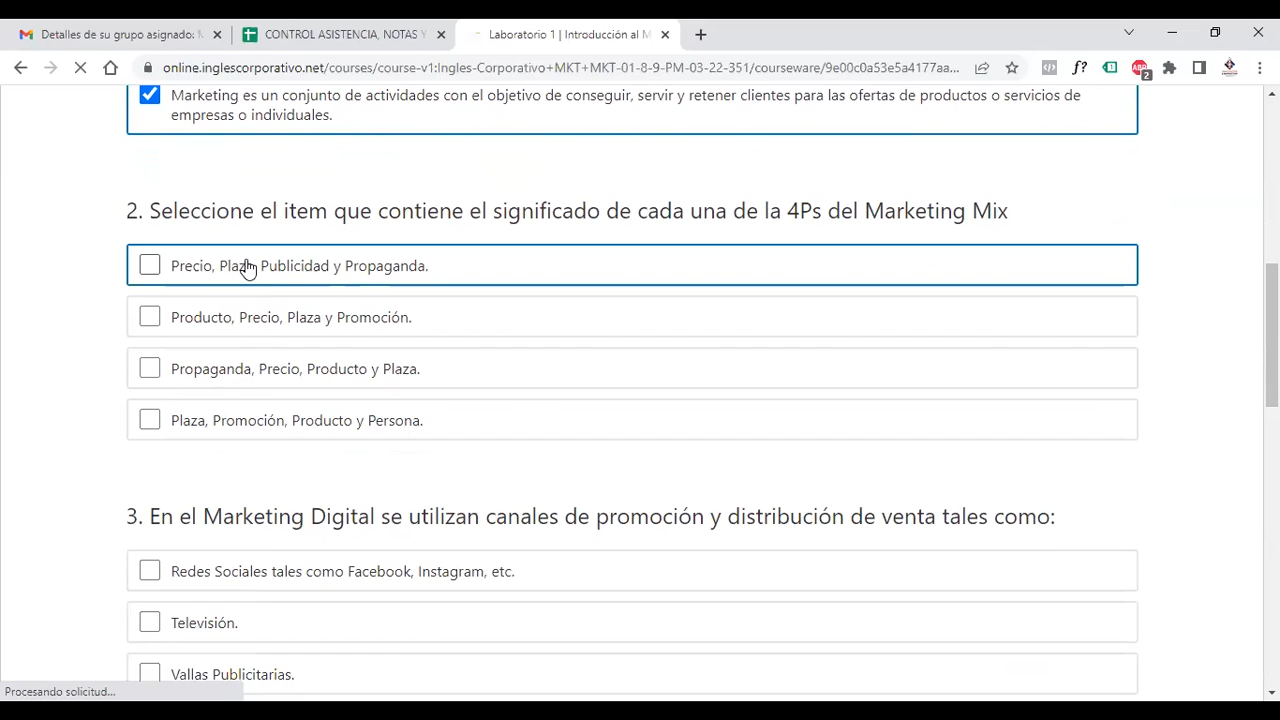 Detalles de su grupo asignado: M
CONTROL ASISTENCIA, NOTAS Y
Laboratorio 1 | Introducción al M
online.inglescorporativo.net/courses/course-v1:Ingles-Corporativo+MKT+MKT-01-8-9-PM-03-22-351/courseware/9e00c0a53e5a4177aa...
f?
1
ABP
2
Marketing es un conjunto de actividades con el objetivo de conseguir, servir y retener clientes para las ofertas de productos o servicios de
empresas o individuales.
2. Seleccione el item que contiene el significado de cada una de la 4Ps del Marketing Mix
Precio, Plaza, Publicidad y Propaganda.
Producto, Precio, Plaza y Promoción.
Propaganda, Precio, Producto y Plaza.
Plaza, Promoción, Producto y Persona.
3. En el Marketing Digital se utilizan canales de promoción y distribución de venta tales como:
Redes Sociales tales como Facebook, Instagram, etc.
Televisión.
Vallas Publicitarias.
Procesando solicitud...